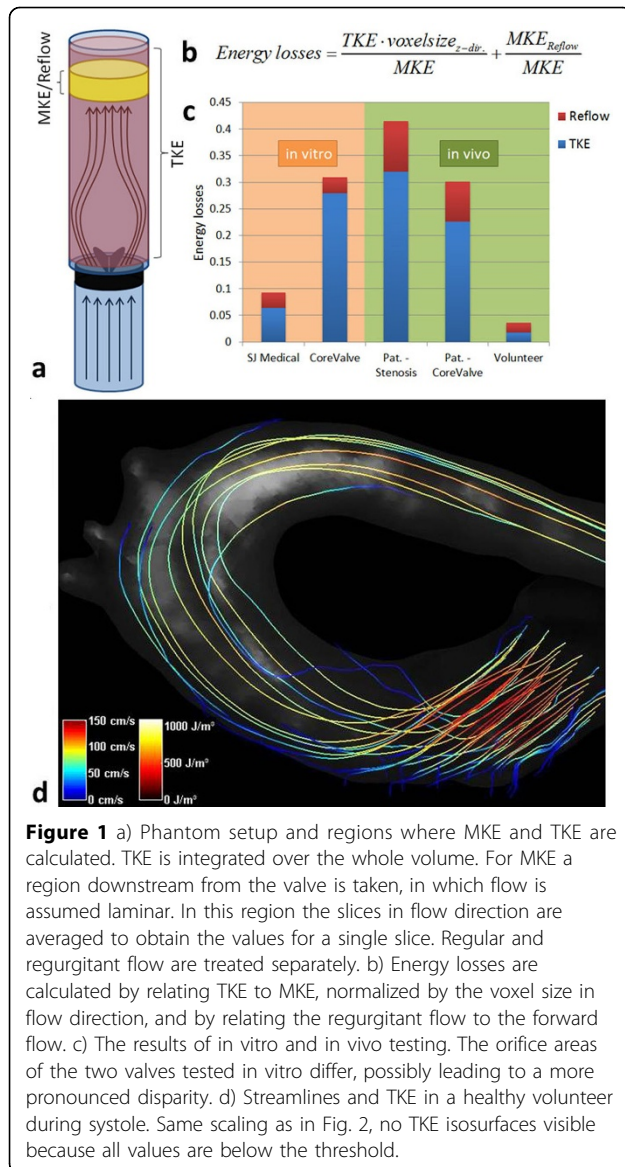 MKE/Reflow
TKE
a
b
Energy losses = TKE · voxelsize z-dir. / MKE + MKE Reflow / MKE
c
0.45
0.4
0.35
0.3
0.25
0.2
0.15
0.1
0.05
0
Energy losses
in vitro
in vivo
Reflow
TKE
SJ Medical
CoreValve
Pat. -
Stenosis
Pat. -
CoreValve
Volunteer
150 cm/s
100 cm/s
50 cm/s
0 cm/s
1000 J/m³
500 J/m³
0 J/m³
d
Figure 1 a) Phantom setup and regions where MKE and TKE are
calculated. TKE is integrated over the whole volume. For MKE a
region downstream from the valve is taken, in which flow is
assumed laminar. In this region the slices in flow direction are
averaged to obtain the values for a single slice. Regular and
regurgitant flow are treated separately. b) Energy losses are
calculated by relating TKE to MKE, normalized by the voxel size in
flow direction, and by relating the regurgitant flow to the forward
flow. c) The results of in vitro and in vivo testing. The orifice areas
of the two valves tested in vitro differ, possibly leading to a more
pronounced disparity. d) Streamlines and TKE in a healthy volunteer
during systole. Same scaling as in Fig. 2, no TKE isosurfaces visible
because all values are below the threshold.